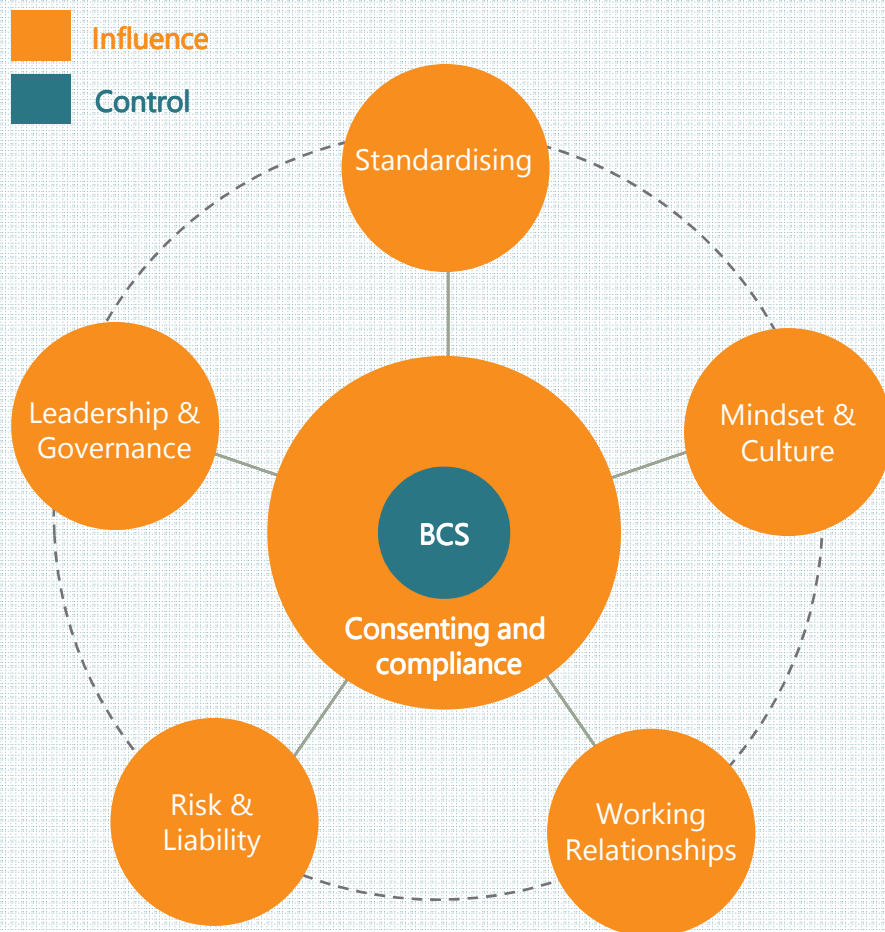 Influence
Control
Standardising
Leadership &
Governance
Mindset &
Culture
BCS
Consenting and
compliance
Risk &
Liability
Working
Relationships